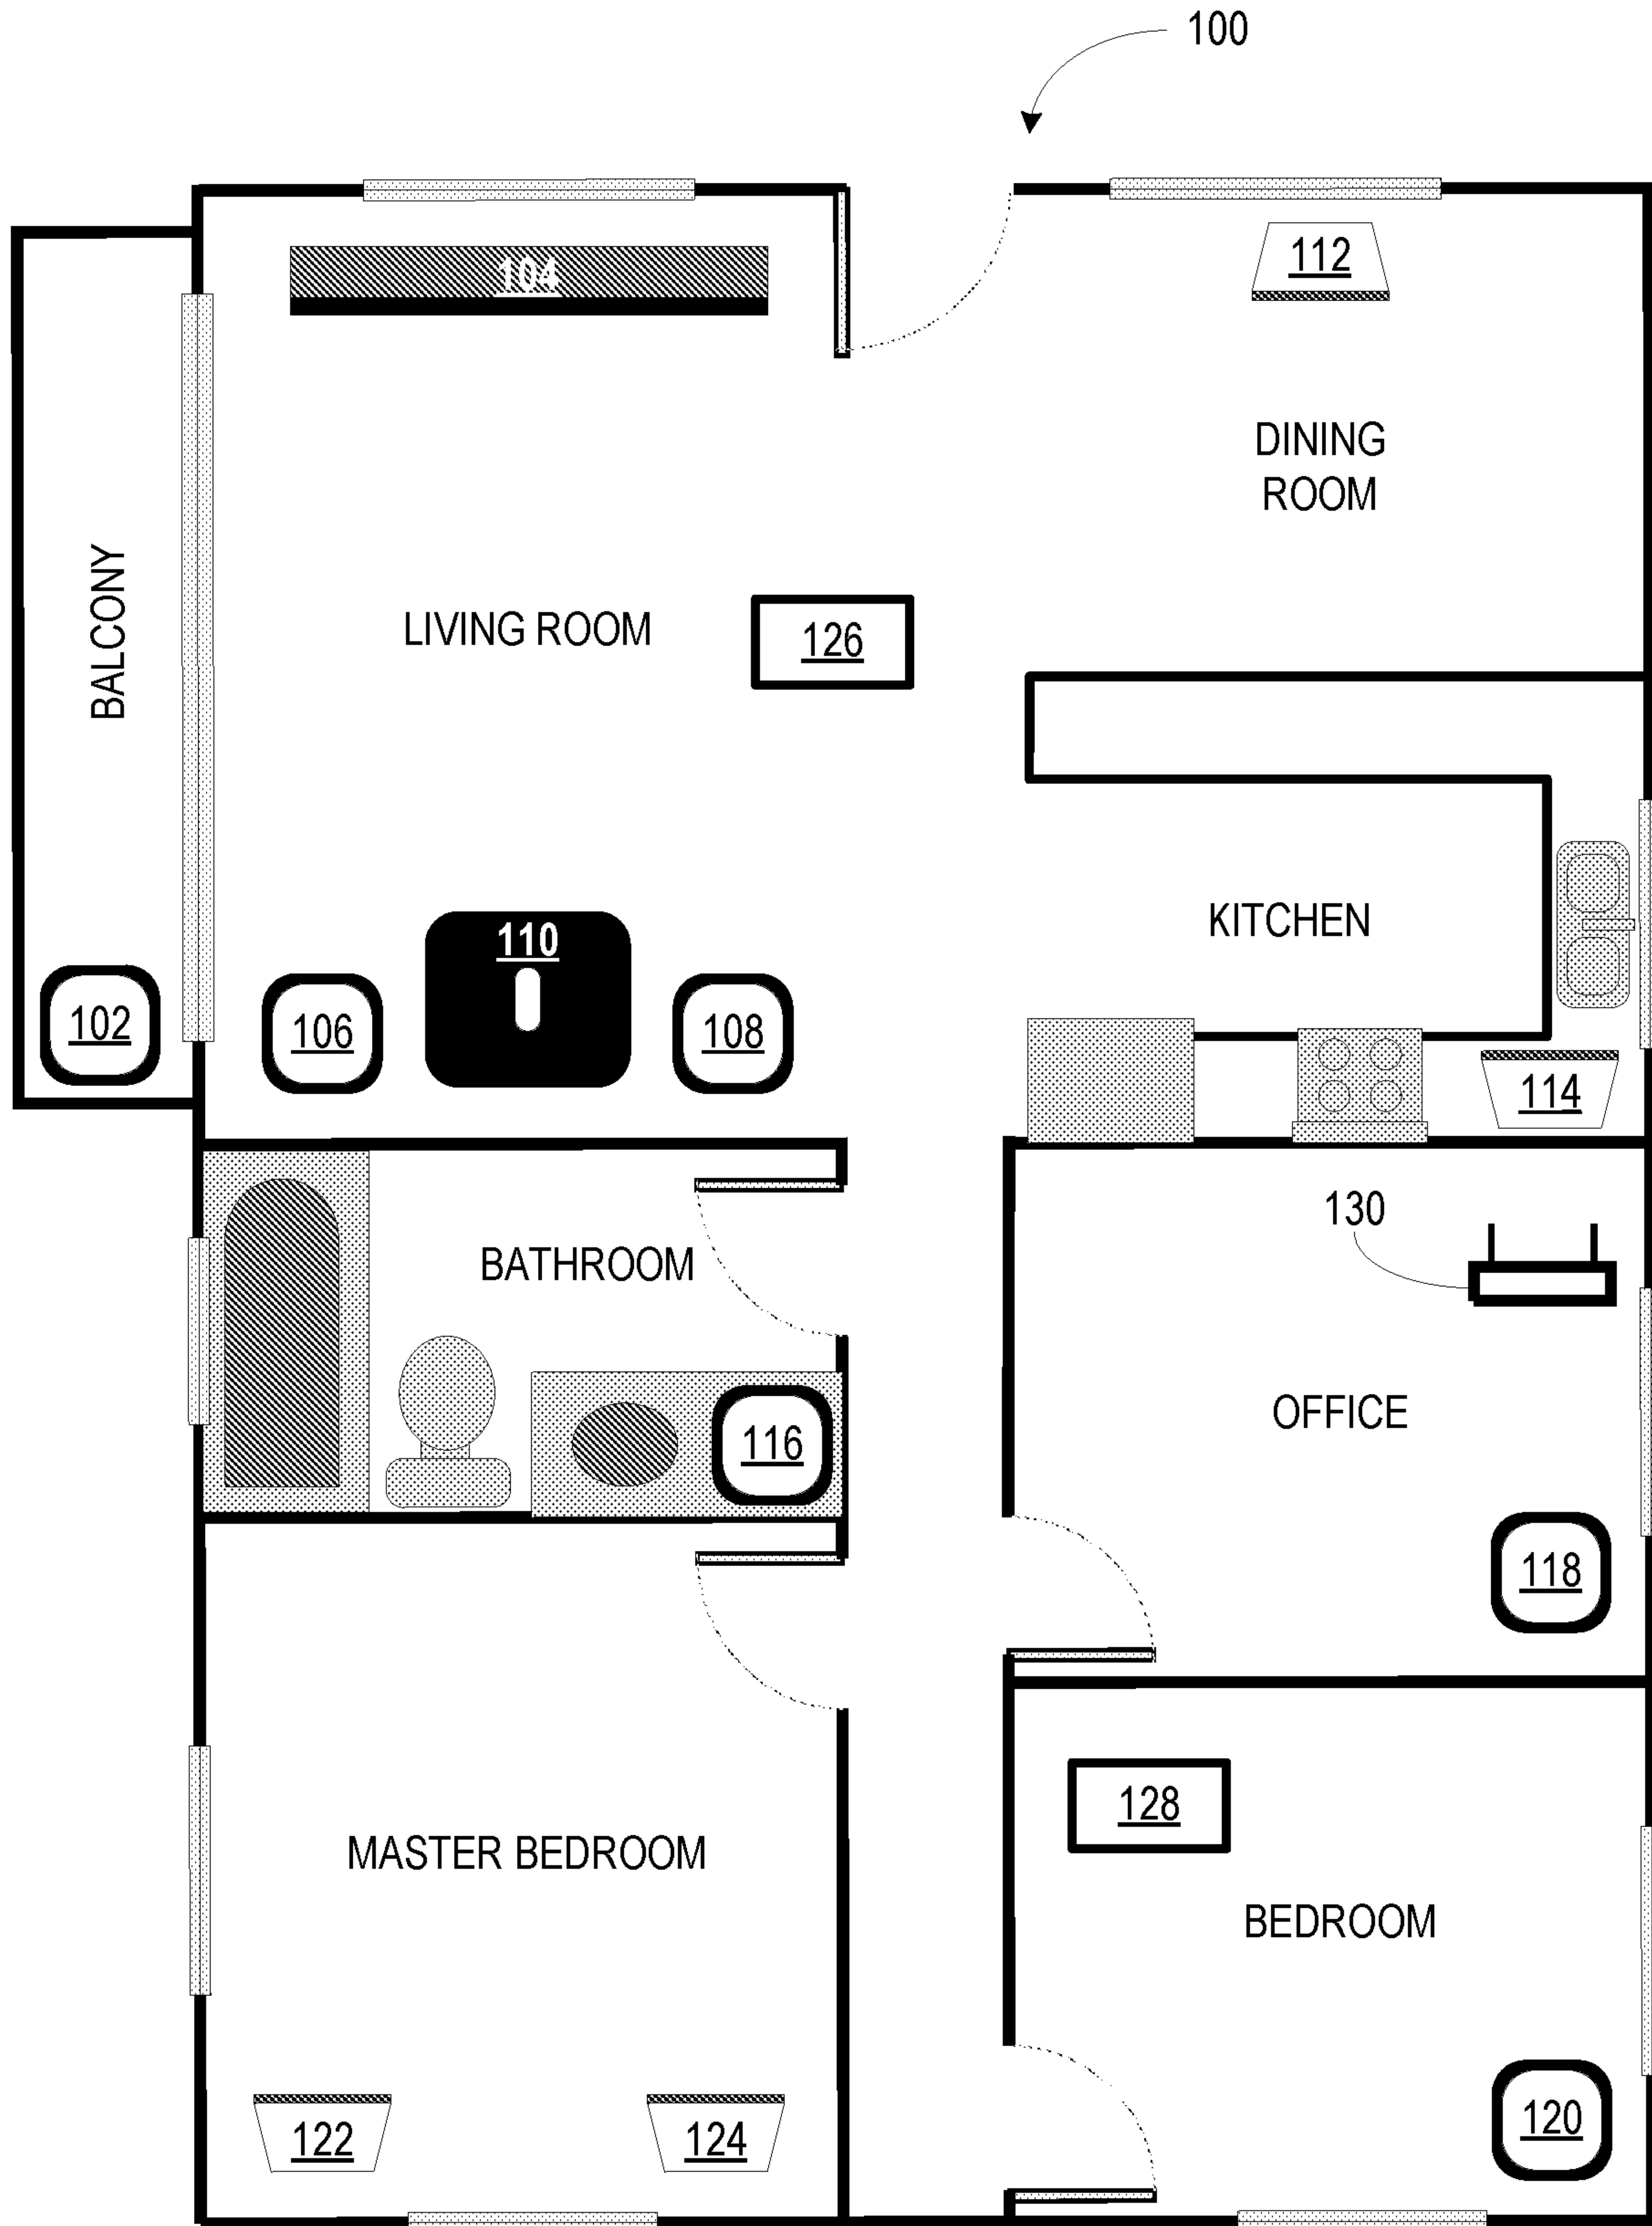 100
104
112
DINING
ROOM
BALCONY
LIVING ROOM
126
KITCHEN
110
102
106
108
114
130
BATHROOM
OFFICE
116
118
128
MASTER BEDROOM
BEDROOM
122
124
120